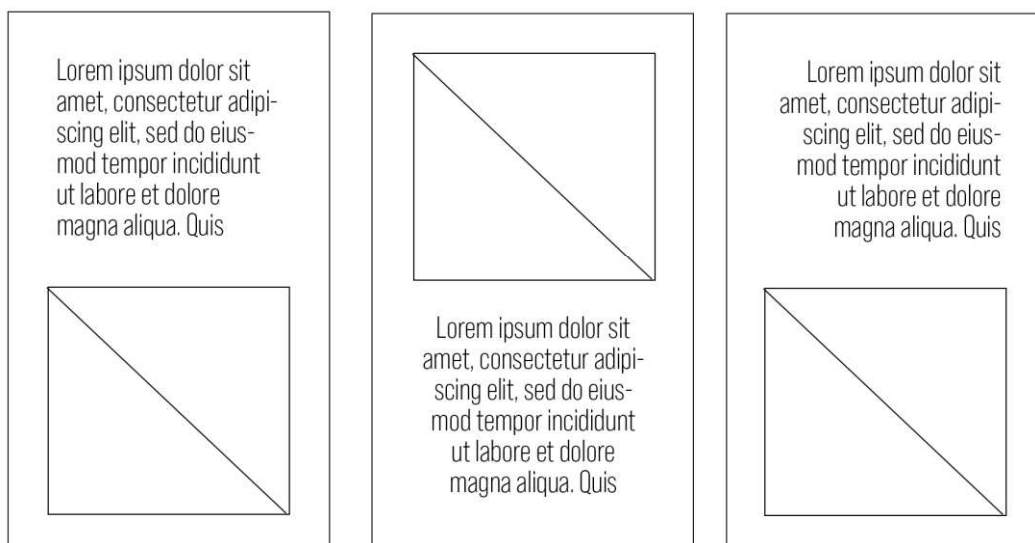 Lorem ipsum dolor sit
amet, consectetur adipi-
scing elit, sed do eius-
mod tempor incididunt
ut labore et dolore
magna aliqua. Quis
Lorem ipsum dolor sit
amet, consectetur adipi-
scing elit, sed do eius-
mod tempor incididunt
ut labore et dolore
magna aliqua. Quis
Lorem ipsum dolor sit
amet, consectetur adipi-
scing elit, sed do eius-
mod tempor incididunt
ut labore et dolore
magna aliqua. Quis